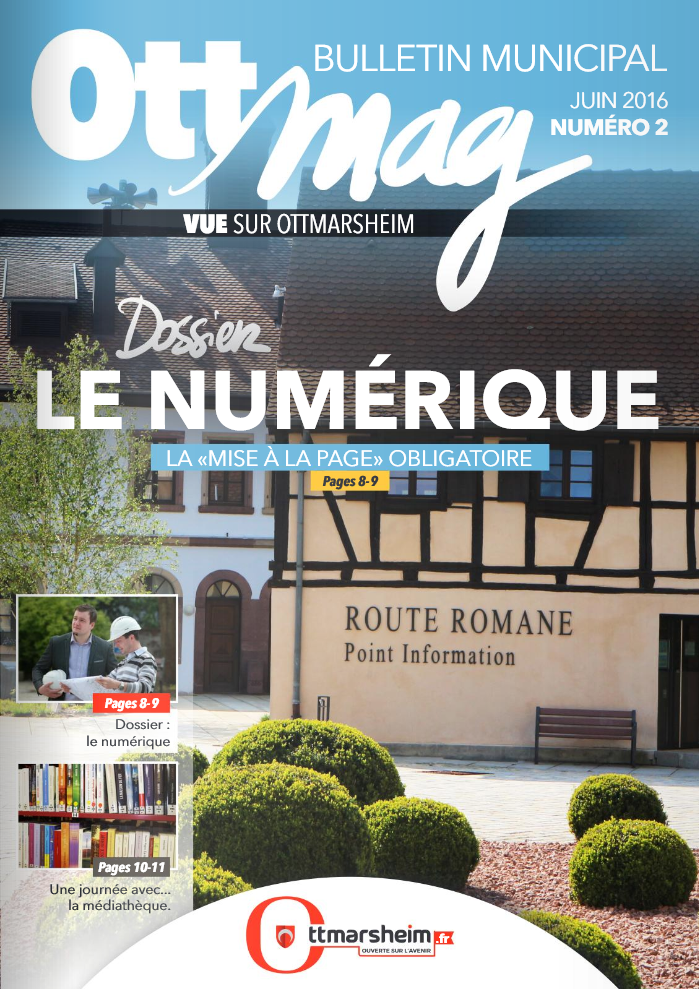 Ottmag
BULLETIN MUNICIPAL
JUIN 2016
NUMÉRO 2
VUE SUR OTTMARSHEIM
Dossier
LE NUMÉRIQUE
LA «MISE À LA PAGE» OBLIGATOIRE
Pages 8-9
ROUTE ROMANE
Point Information
Pages 8-9
Dossier :
le numérique
Pages 10-11
Une journée avec...
la médiathèque.
Ottmarsheim.fr
OUVERTE SUR L'AVENIR